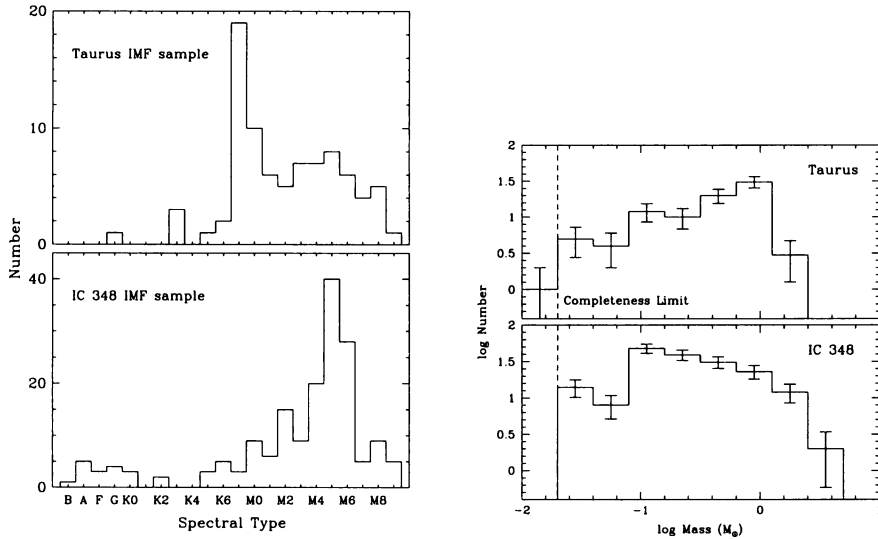 20
Taurus IMF sample
10
0
Number
IC 348 IMF sample
40
20
0
B A F G K0 K2 K4 K6 M0 M2 M4 M6 M8
Spectral Type
2
Taurus
1.5
1
0.5
0
Completeness Limit
log Number
2
IC 348
1.5
1
0.5
0
-2 -1 0
log Mass (M⊙)